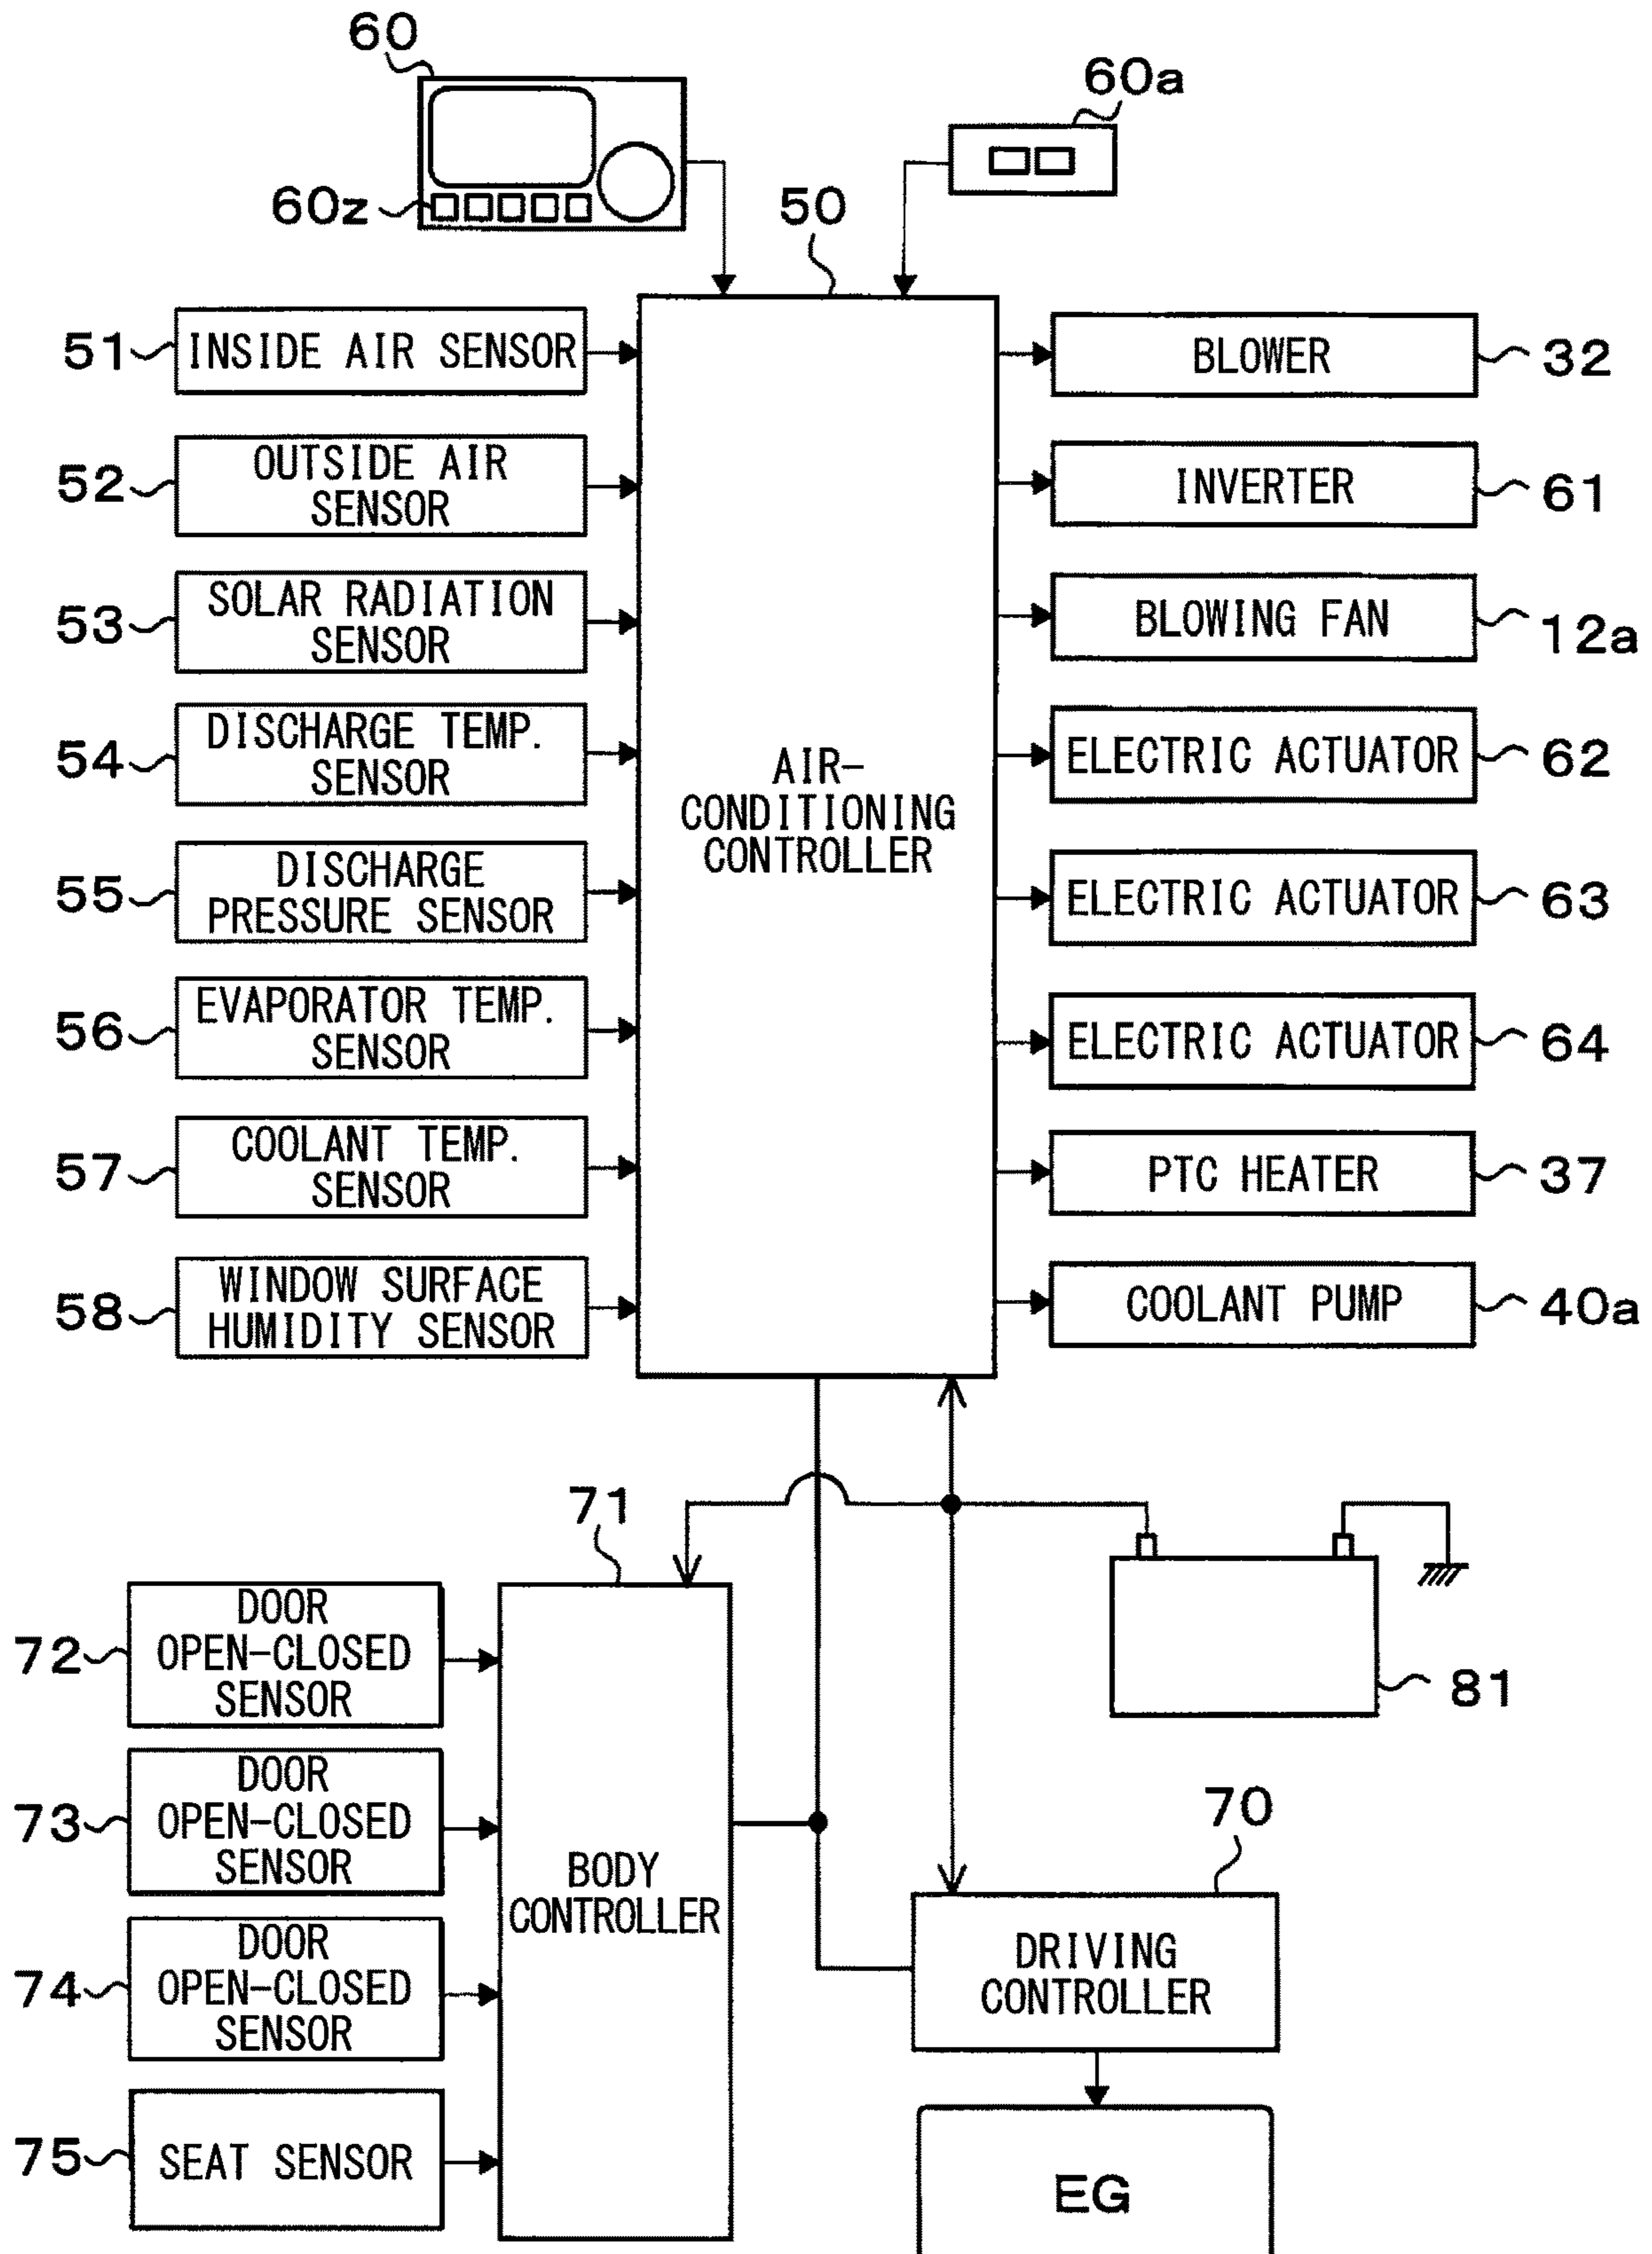 60
60a
60z
50
51
INSIDE AIR SENSOR
BLOWER
32
52
OUTSIDE AIR
SENSOR
INVERTER
61
53
SOLAR RADIATION
SENSOR
BLOWING FAN
12a
54
DISCHARGE TEMP.
SENSOR
AIR-
CONDITIONING
CONTROLLER
ELECTRIC ACTUATOR
62
55
DISCHARGE
PRESSURE SENSOR
ELECTRIC ACTUATOR
63
56
EVAPORATOR TEMP.
SENSOR
ELECTRIC ACTUATOR
64
57
COOLANT TEMP.
SENSOR
PTC HEATER
37
58
WINDOW SURFACE
HUMIDITY SENSOR
COOLANT PUMP
40a
71
72
DOOR
OPEN-CLOSED
SENSOR
81
73
DOOR
OPEN-CLOSED
SENSOR
70
BODY
CONTROLLER
74
DOOR
OPEN-CLOSED
SENSOR
DRIVING
CONTROLLER
75
SEAT SENSOR
EG